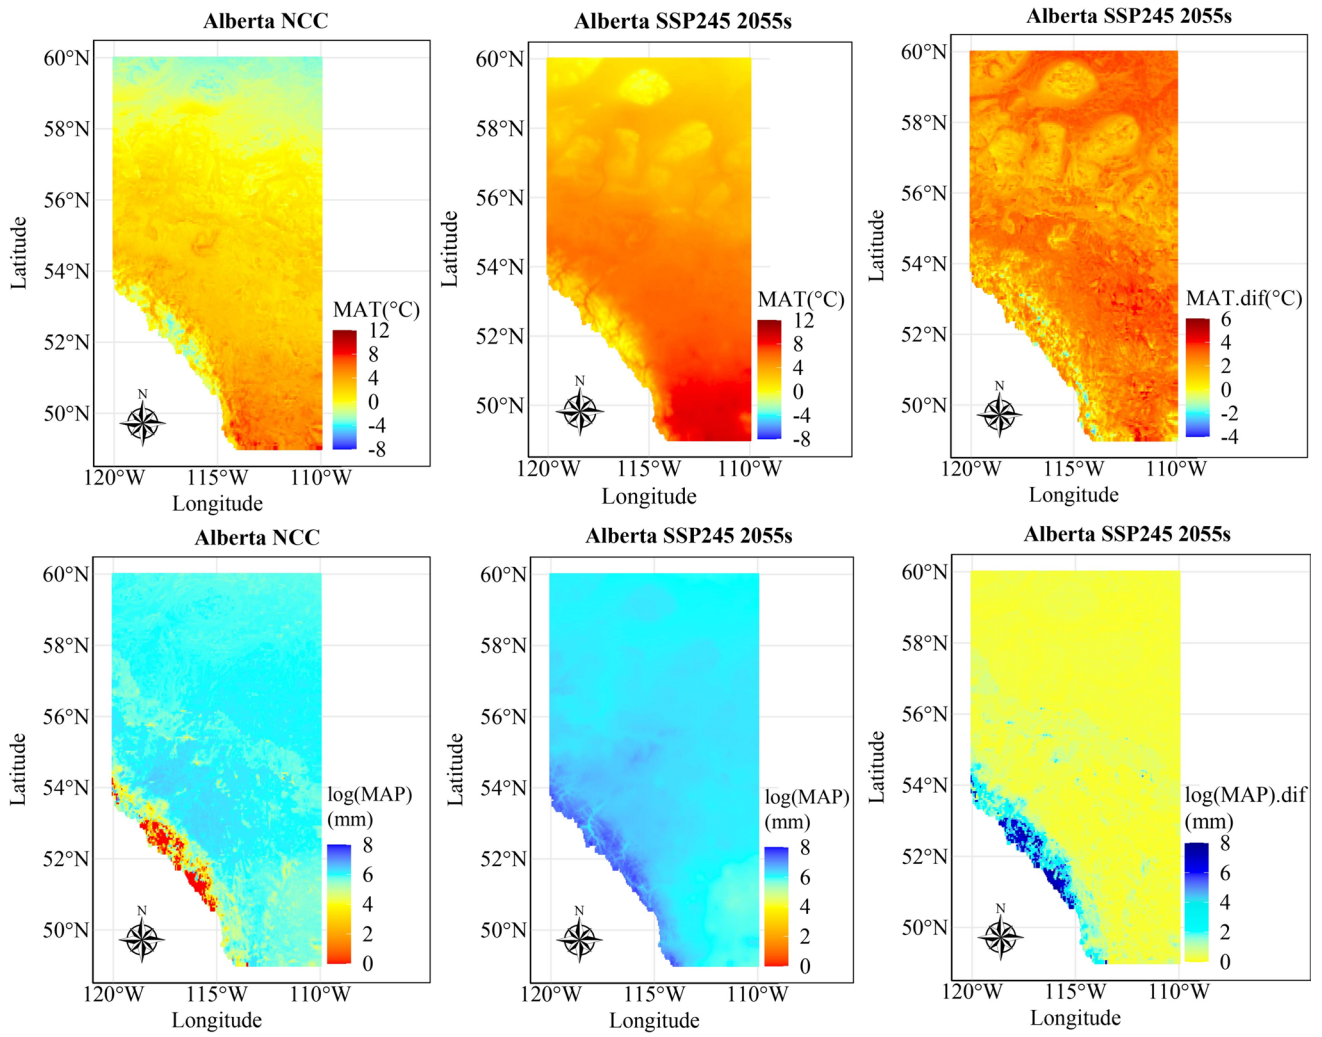 Alberta NCC
60°N
58°N
56°N
54°N
52°N
50°N
Latitude
120°W
115°W
110°W
Longitude
N
MAT(°C)
12
8
4
0
-4
-8
Alberta SSP245 2055s
60°N
58°N
56°N
54°N
52°N
50°N
Latitude
120°W
115°W
110°W
Longitude
N
MAT(°C)
12
8
4
0
-4
-8
Alberta SSP245 2055s
60°N
58°N
56°N
54°N
52°N
50°N
Latitude
120°W
115°W
110°W
Longitude
N
MAT.dif(°C)
6
4
2
0
-2
-4
Alberta NCC
60°N
58°N
56°N
54°N
52°N
50°N
Latitude
120°W
115°W
110°W
Longitude
N
log(MAP)
(mm)
8
6
4
2
0
Alberta SSP245 2055s
60°N
58°N
56°N
54°N
52°N
50°N
Latitude
120°W
115°W
110°W
Longitude
N
log(MAP)
(mm)
8
6
4
2
0
Alberta SSP245 2055s
60°N
58°N
56°N
54°N
52°N
50°N
Latitude
120°W
115°W
110°W
Longitude
N
log(MAP).dif
(mm)
8
6
4
2
0